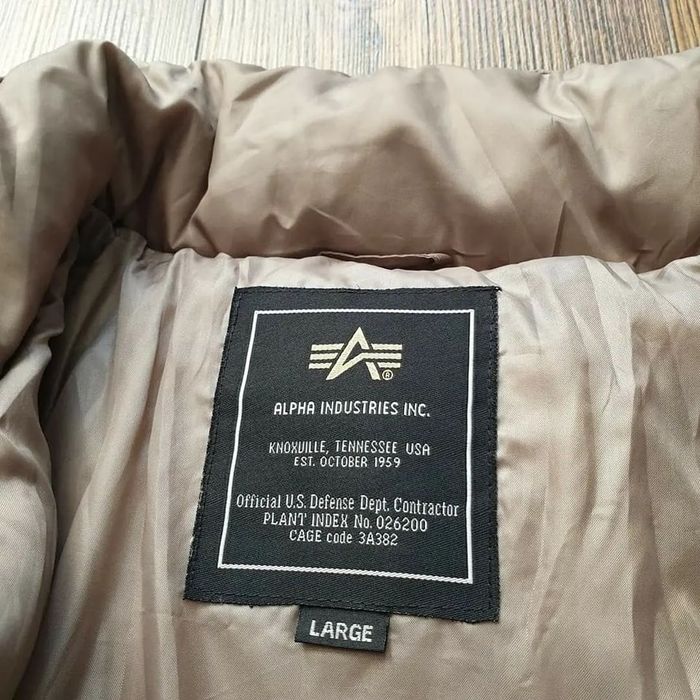 ALPHA INDUSTRIES INC.
KNOXVILLE, TENNESSEE USA
EST. OCTOBER 1959
Official U.S. Defense Dept. Contractor
PLANT INDEX No. 026200
CAGE code 3A382
LARGE